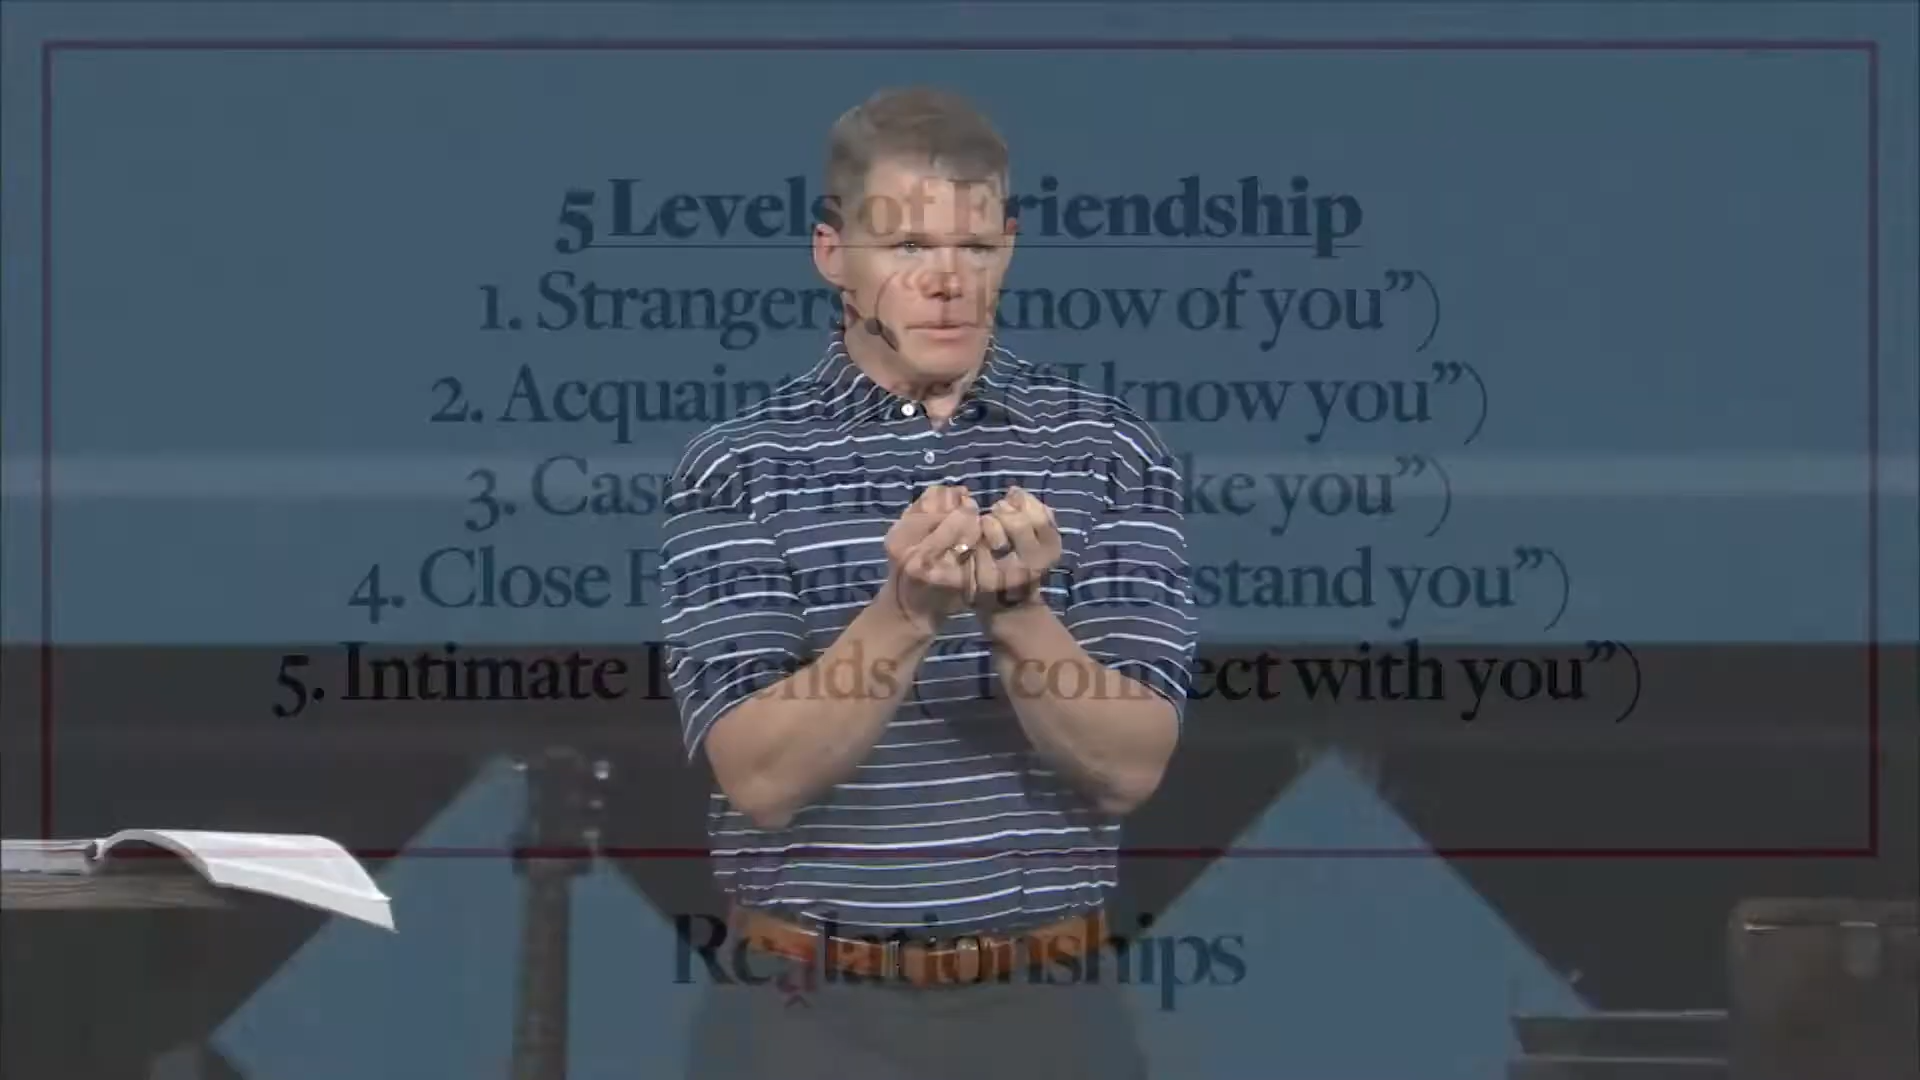 5 Levels of Friendship
1. Strangers (“I know of you”)
2. Acquaintances (“I know you”)
3. Casual Friends (“I like you”)
4. Close Friends (“I understand you”)
5. Intimate Friends (“I connect with you”)
Realationships